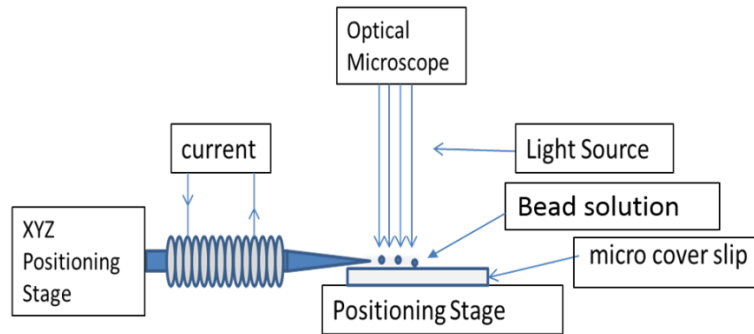 Optical
Microscope
current
Light Source
Bead solution
XYZ
Positioning
Stage
micro cover slip
Positioning Stage